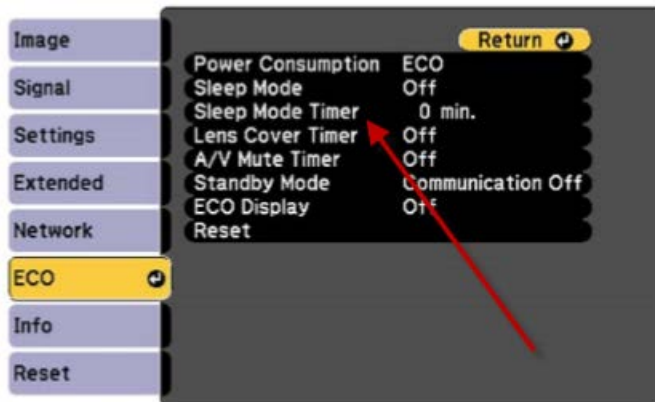 Image
Signal
Settings
Extended
Network
ECO
Info
Reset
Return
Power Consumption ECO
Sleep Mode Off
Sleep Mode Timer 0 min.
Lens Cover Timer Off
A/V Mute Timer Off
Standby Mode Communication Off
ECO Display Off
Reset